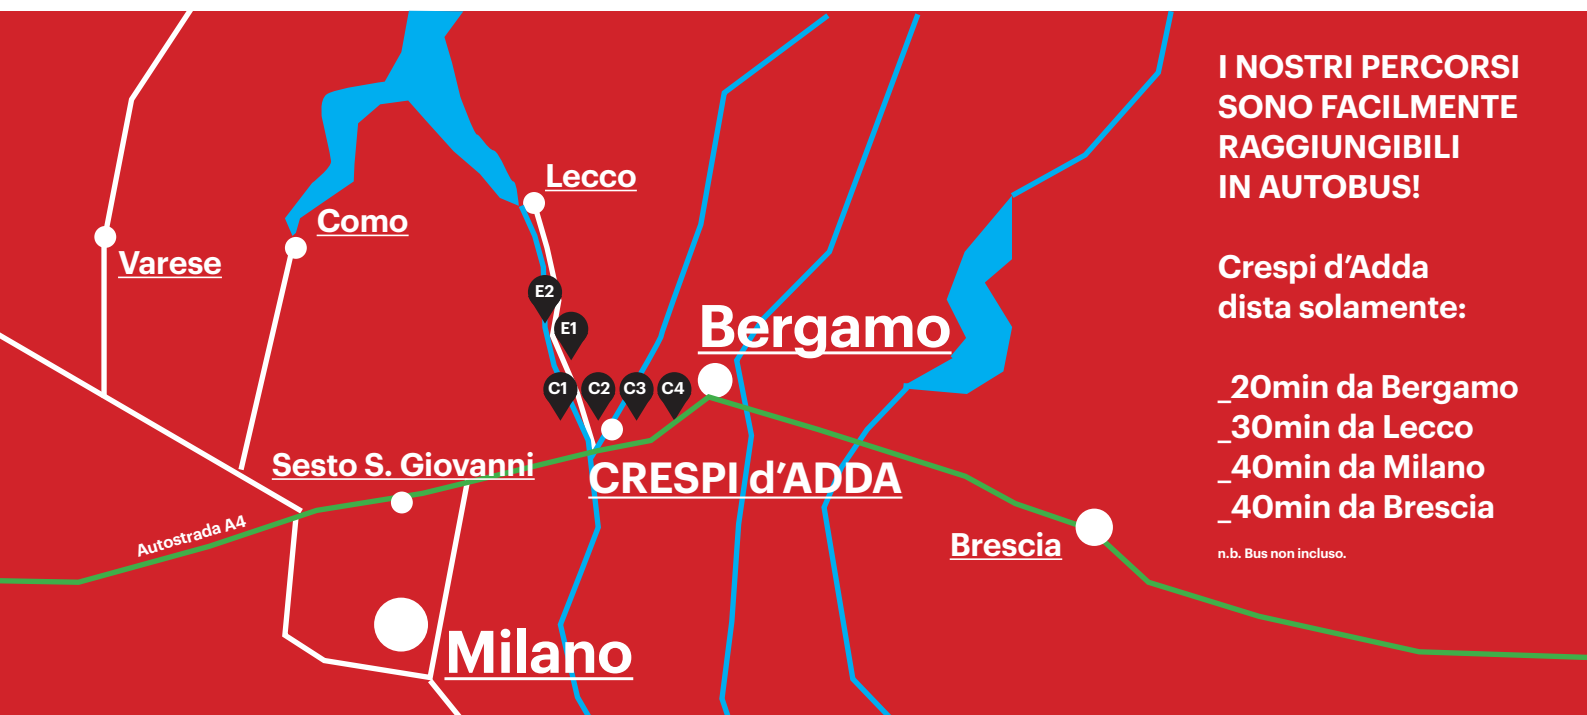 I NOSTRI PERCORSI
SONO FACILMENTE
RAGGIUNGIBILI
IN AUTOBUS!
Crespi d'Adda
dista solamente:
_20min da Bergamo
_30min da Lecco
_40min da Milano
_40min da Brescia
n.b. Bus non incluso.
Lecco
Como
Varese
E2
E1
Bergamo
C1
C2
C3
C4
Sesto S. Giovanni
CRESPI d'ADDA
Autostrada A4
Brescia
Milano